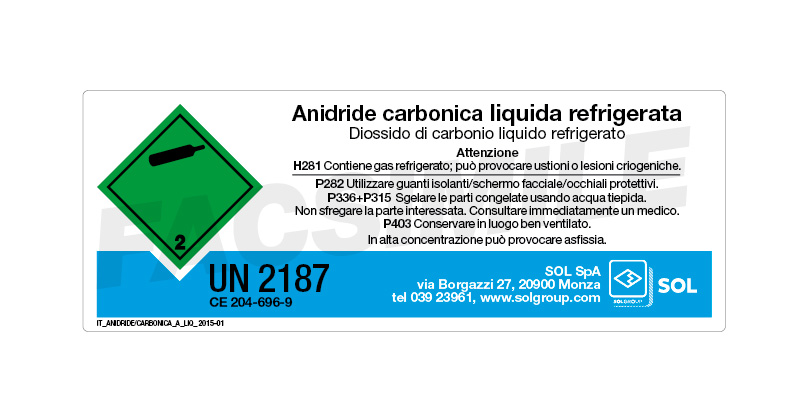 Anidride carbonica liquida refrigerata
Diossido di carbonio liquido refrigerato
Attenzione
H281 Contiene gas refrigerato; può provocare ustioni o lesioni criogeniche.
P282 Utilizzare guanti isolanti/schermo facciale/occhiali protettivi.
P336+P315 Sgelare le parti congelate usando acqua tiepida.
Non sfregare la parte interessata. Consultare immediatamente un medico.
P403 Conservare in luogo ben ventilato.
In alta concentrazione può provocare asfissia.
FACSIMILE
2
UN 2187
CE 204-696-9
SOL SpA
via Borgazzi 27, 20900 Monza
tel 039 23961, www.solgroup.com
SOLGROUP
SOL
IT_ANIDRIDE/CARBONICA_A_LIQ_ 2015-01